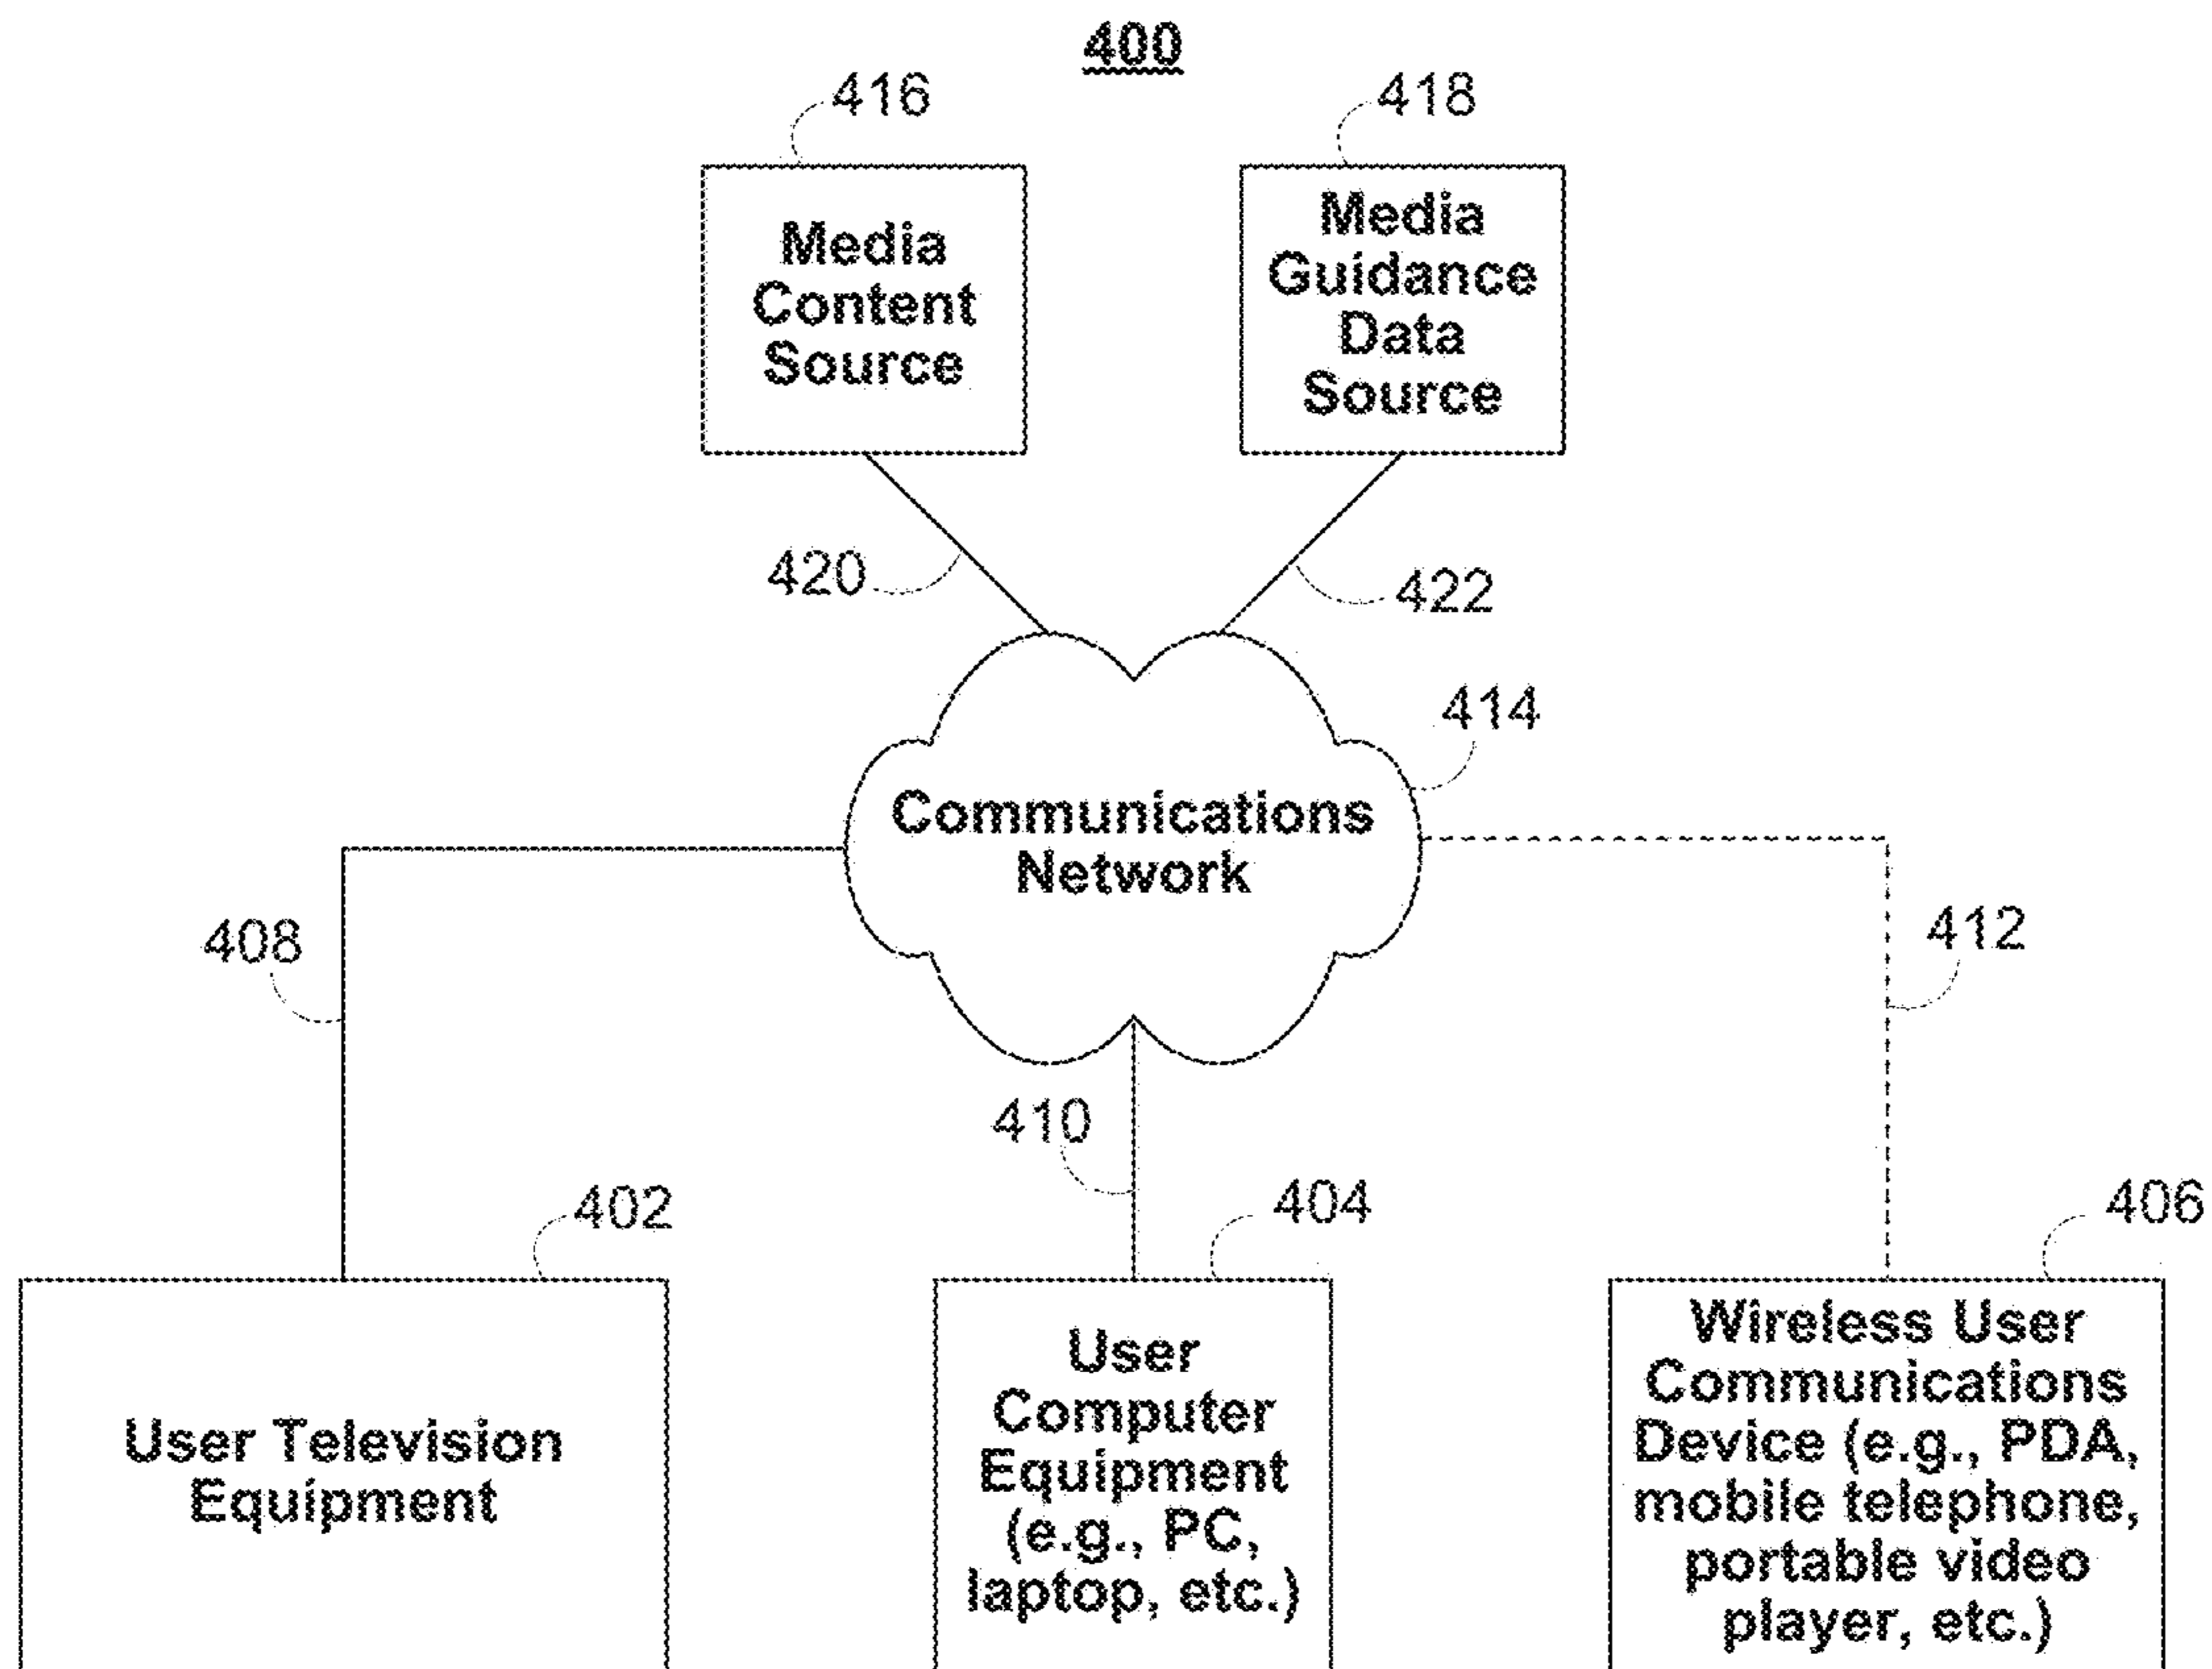 400
416
418
Media
Content
Source
Media
Guidance
Data
Source
420
422
414
Communications
Network
408
412
410
402
404
406
User Television
Equipment
User
Computer
Equipment
(e.g., PC,
laptop, etc.)
Wireless User
Communications
Device (e.g., PDA,
mobile telephone,
portable video
player, etc.)